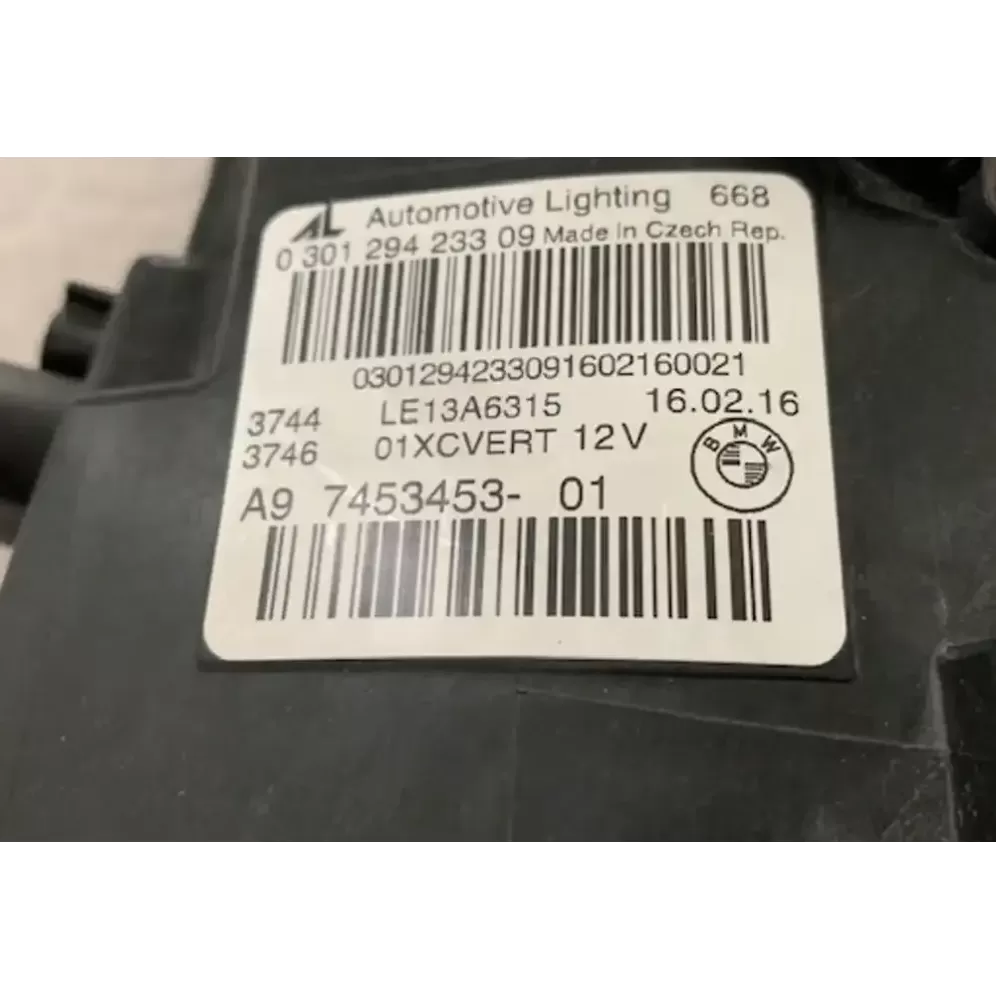 AL Automotive Lighting 668
0 301 294 233 09 Made in Czech Rep.
0301294233091602160021
3744 LE13A6315 16.02.16
3746 01XCVERT 12V
BMW
A9 7453453- 01